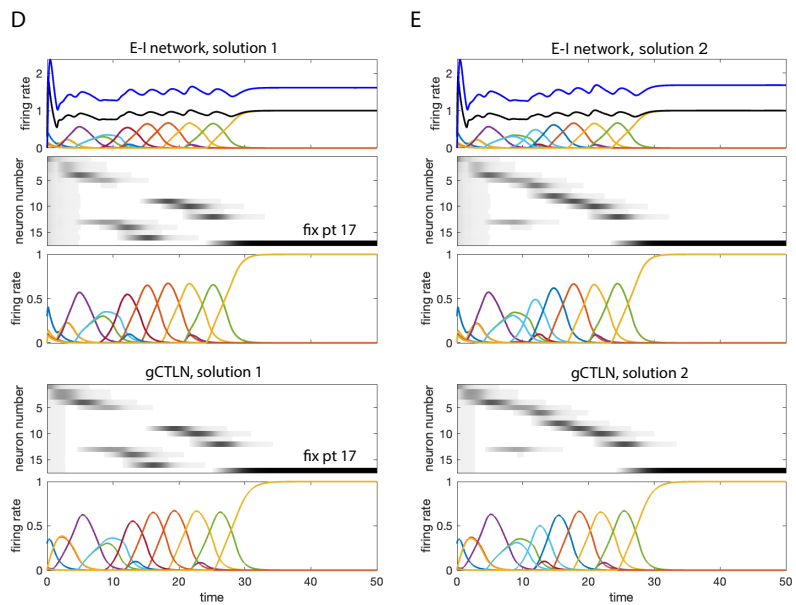 D
E-I network, solution 1
firing rate
2
1
0
neuron number
5
10
15
fix pt 17
firing rate
1
0.5
0
gCTLN, solution 1
neuron number
5
10
15
fix pt 17
firing rate
1
0.5
0
0
10
20
30
40
50
time
E
E-I network, solution 2
firing rate
2
1
0
neuron number
5
10
15
firing rate
1
0.5
0
gCTLN, solution 2
neuron number
5
10
15
firing rate
1
0.5
0
0
10
20
30
40
50
time